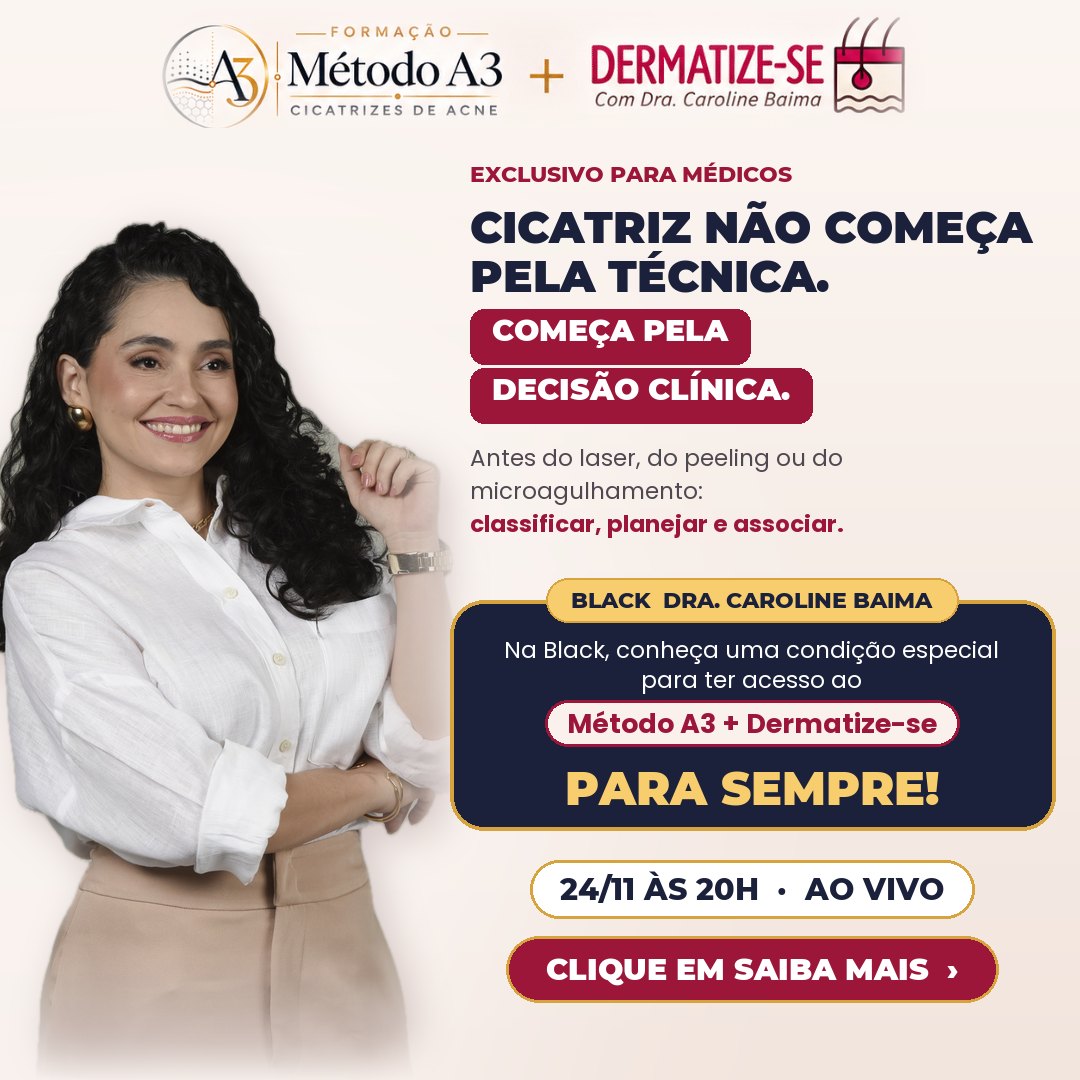 FORMAÇÃO
A3 Método A3
CICATRIZES DE ACNE
+
DERMATIZE-SE
Com Dra. Caroline Baima
EXCLUSIVO PARA MÉDICOS
CICATRIZ NÃO COMEÇA
PELA TÉCNICA.
COMEÇA PELA
DECISÃO CLÍNICA.
Antes do laser, do peeling ou do
microagulhamento:
classificar, planejar e associar.
BLACK DRA. CAROLINE BAIMA
Na Black, conheça uma condição especial
para ter acesso ao
Método A3 + Dermatize-se
PARA SEMPRE!
24/11 ÀS 20H • AO VIVO
CLIQUE EM SAIBA MAIS ›